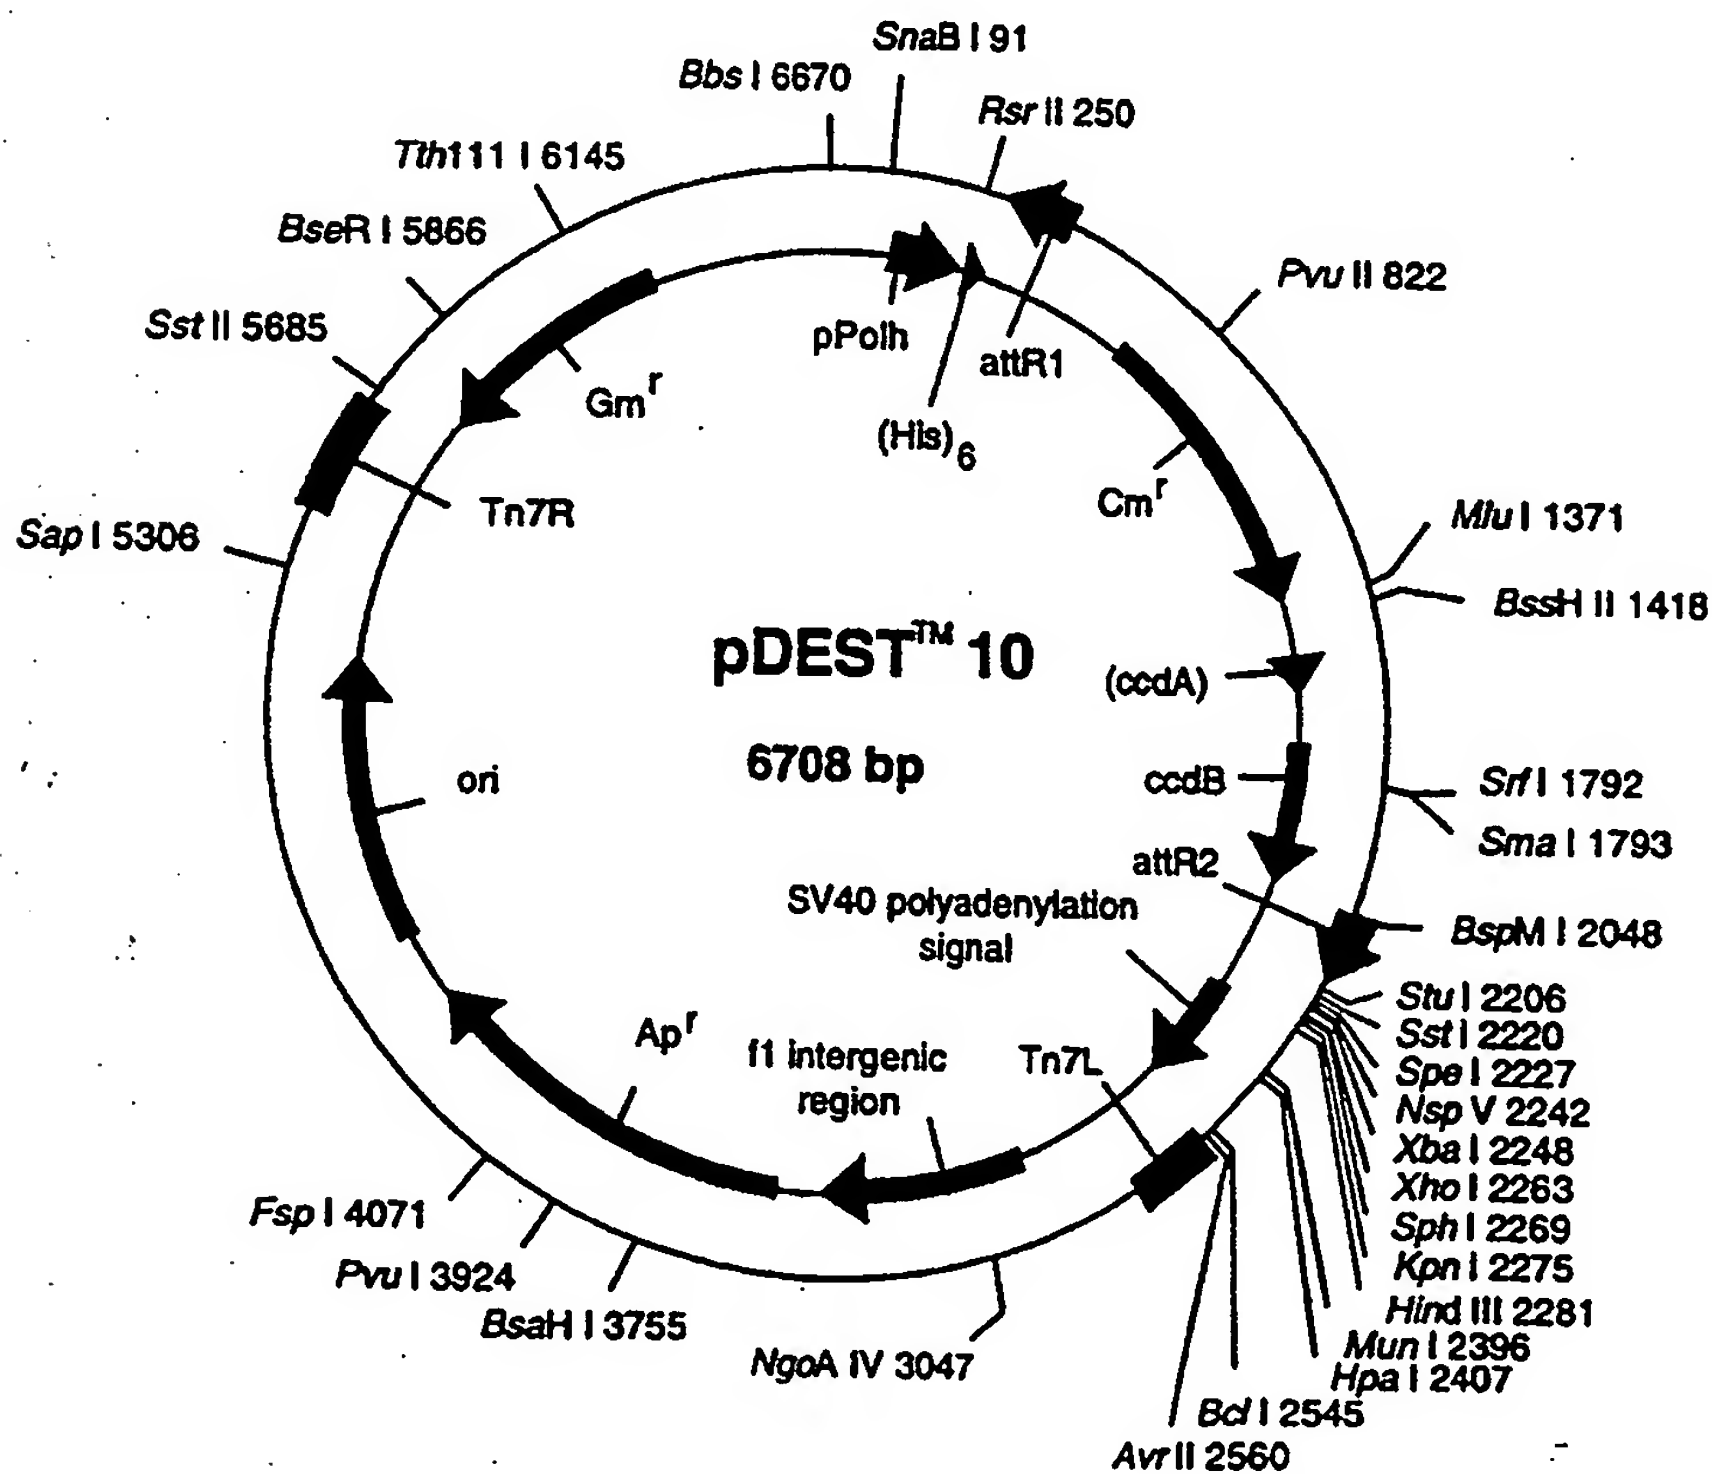 SnaB I 91
Bbs I 6670
Rsr II 250
Tth111 I 6145
BseR I 5866
Pvu II 822
Sst II 5685
pPolh
attR1
Gmʳ
(His)₆
Cmʳ
Tn7R
Mlu I 1371
Sap I 5306
BssH II 1418
pDEST™ 10
(ccdA)
6708 bp
ori
ccdB
Srf I 1792
Sma I 1793
attR2
SV40 polyadenylation
signal
BspM I 2048
Stu I 2206
Sst I 2220
Spe I 2227
Nsp V 2242
Xba I 2248
Xho I 2263
Sph I 2269
Kpn I 2275
Hind III 2281
Mun I 2396
Hpa I 2407
Bcl I 2545
Avr II 2560
Apʳ
f1 intergenic
region
Tn7L
Fsp I 4071
Pvu I 3924
BsaH I 3755
NgoA IV 3047